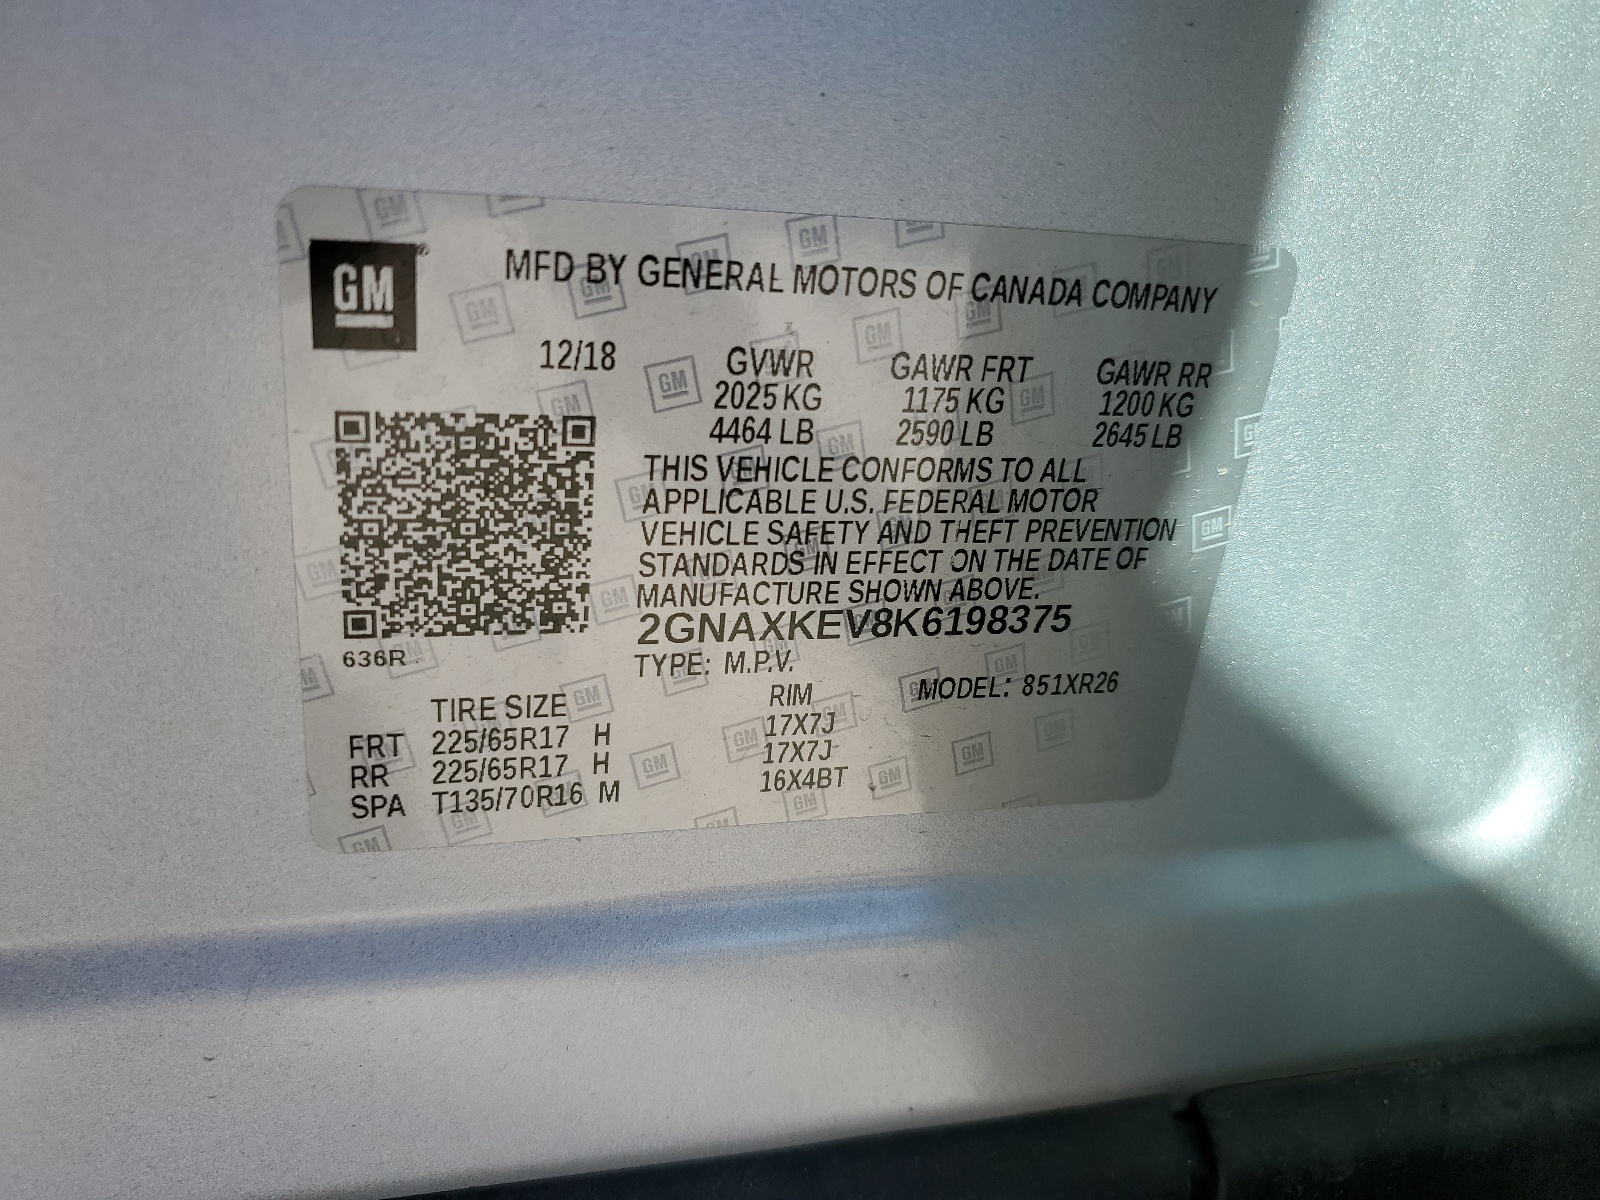 GM
MFD BY GENERAL MOTORS OF CANADA COMPANY
12/18 GVWR GAWR FRT GAWR RR
2025 KG 1175 KG 1200 KG
4464 LB 2590 LB 2645 LB
THIS VEHICLE CONFORMS TO ALL
APPLICABLE U.S. FEDERAL MOTOR
VEHICLE SAFETY AND THEFT PREVENTION
STANDARDS IN EFFECT ON THE DATE OF
MANUFACTURE SHOWN ABOVE.
2GNAXKEV8K6198375
636R
TYPE: M.P.V.
MODEL: 851XR26
TIRE SIZE RIM
FRT 225/65R17 H 17X7J
RR 225/65R17 H 17X7J
SPA T135/70R16 M 16X4BT